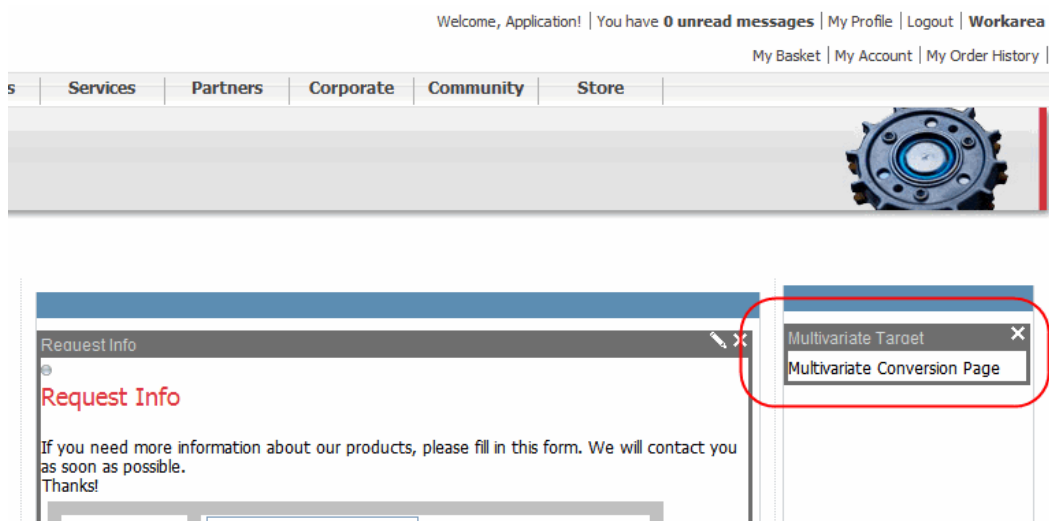 Welcome, Application! | You have 0 unread messages | My Profile | Logout | Workarea
My Basket | My Account | My Order History |
s | Services | Partners | Corporate | Community | Store |
Request Info
Multivariate Target
Multivariate Conversion Page
Request Info
If you need more information about our products, please fill in this form. We will contact you
as soon as possible.
Thanks!